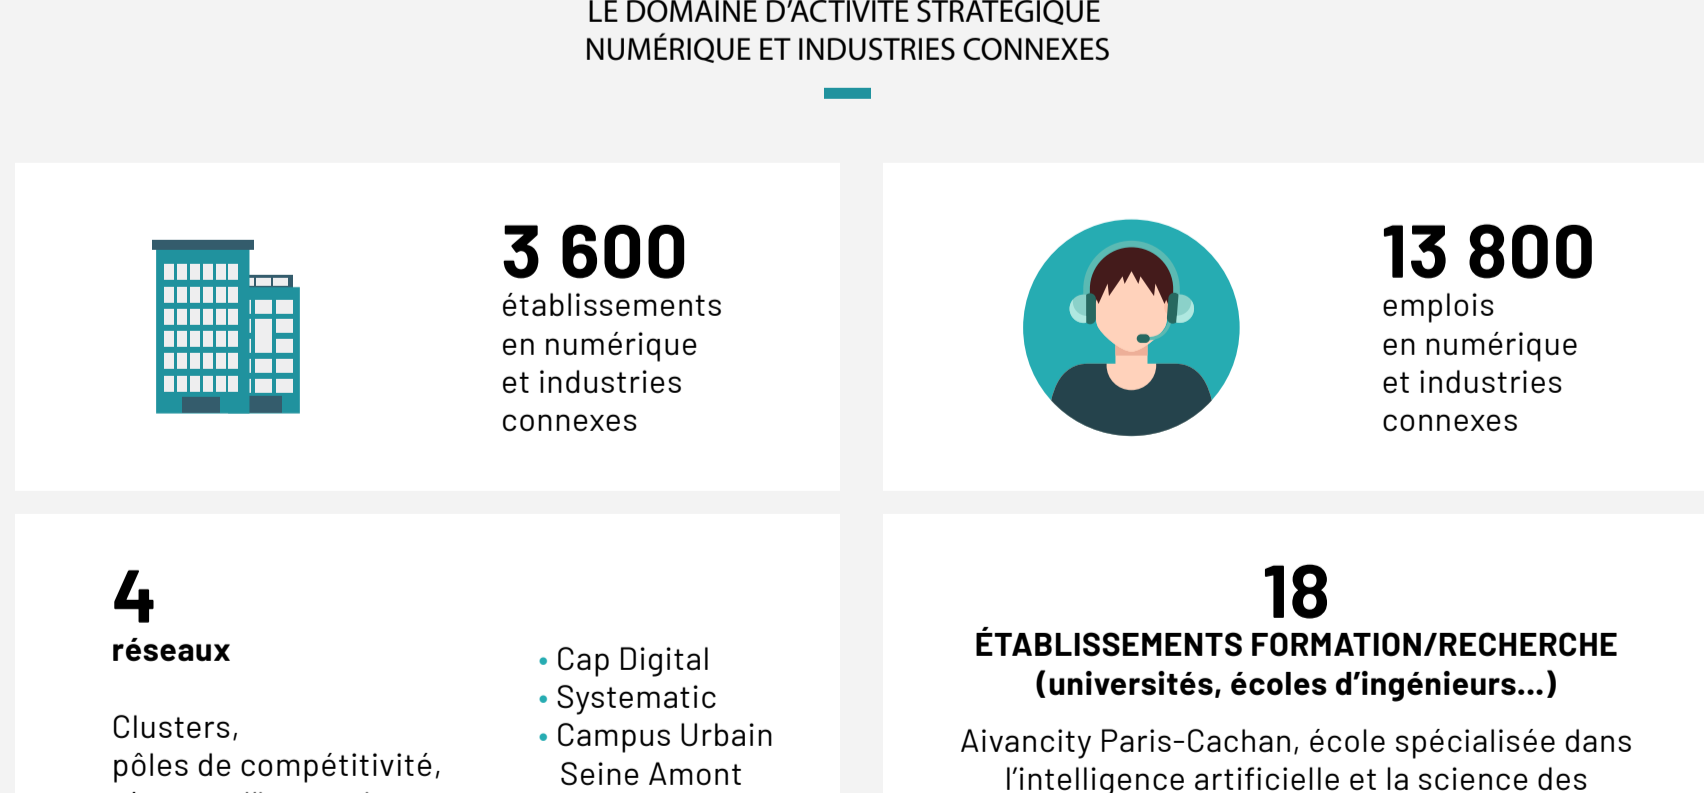 LE DOMAINE D'ACTIVITÉ STRATÉGIQUE
NUMÉRIQUE ET INDUSTRIES CONNEXES
3 600
établissements
en numérique
et industries
connexes
13 800
emplois
en numérique
et industries
connexes
4
réseaux
Clusters,
pôles de compétitivité,
• Cap Digital
• Systematic
• Campus Urbain
Seine Amont
18
ÉTABLISSEMENTS FORMATION/RECHERCHE
(universités, écoles d'ingénieurs...)
Aivancity Paris-Cachan, école spécialisée dans
l'intelligence artificielle et la science des